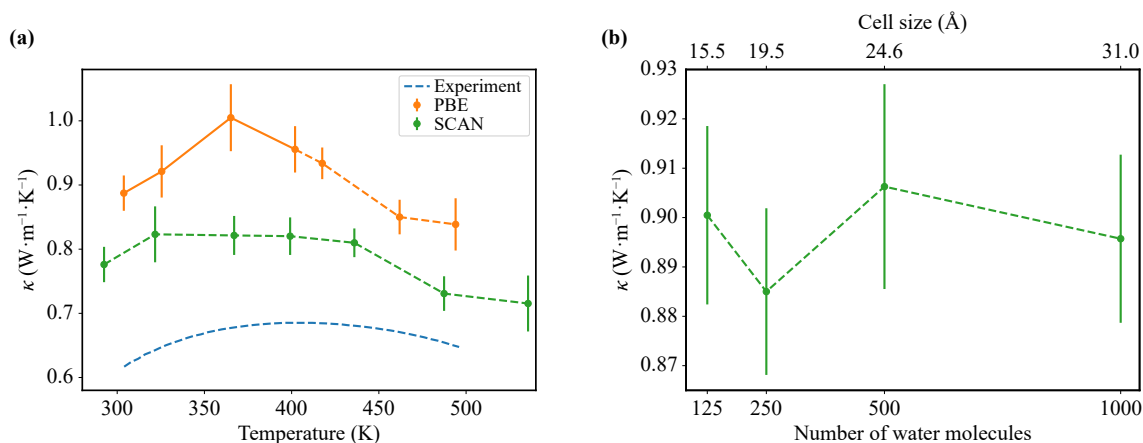 (a)
Experiment
PBE
SCAN
1.0
0.9
0.8
0.7
0.6
κ (W·m⁻¹·K⁻¹)
300 350 400 450 500
Temperature (K)
(b)
Cell size (Å)
15.5 19.5 24.6 31.0
0.93
0.92
0.91
0.90
0.89
0.88
0.87
κ (W·m⁻¹·K⁻¹)
125 250 500 1000
Number of water molecules